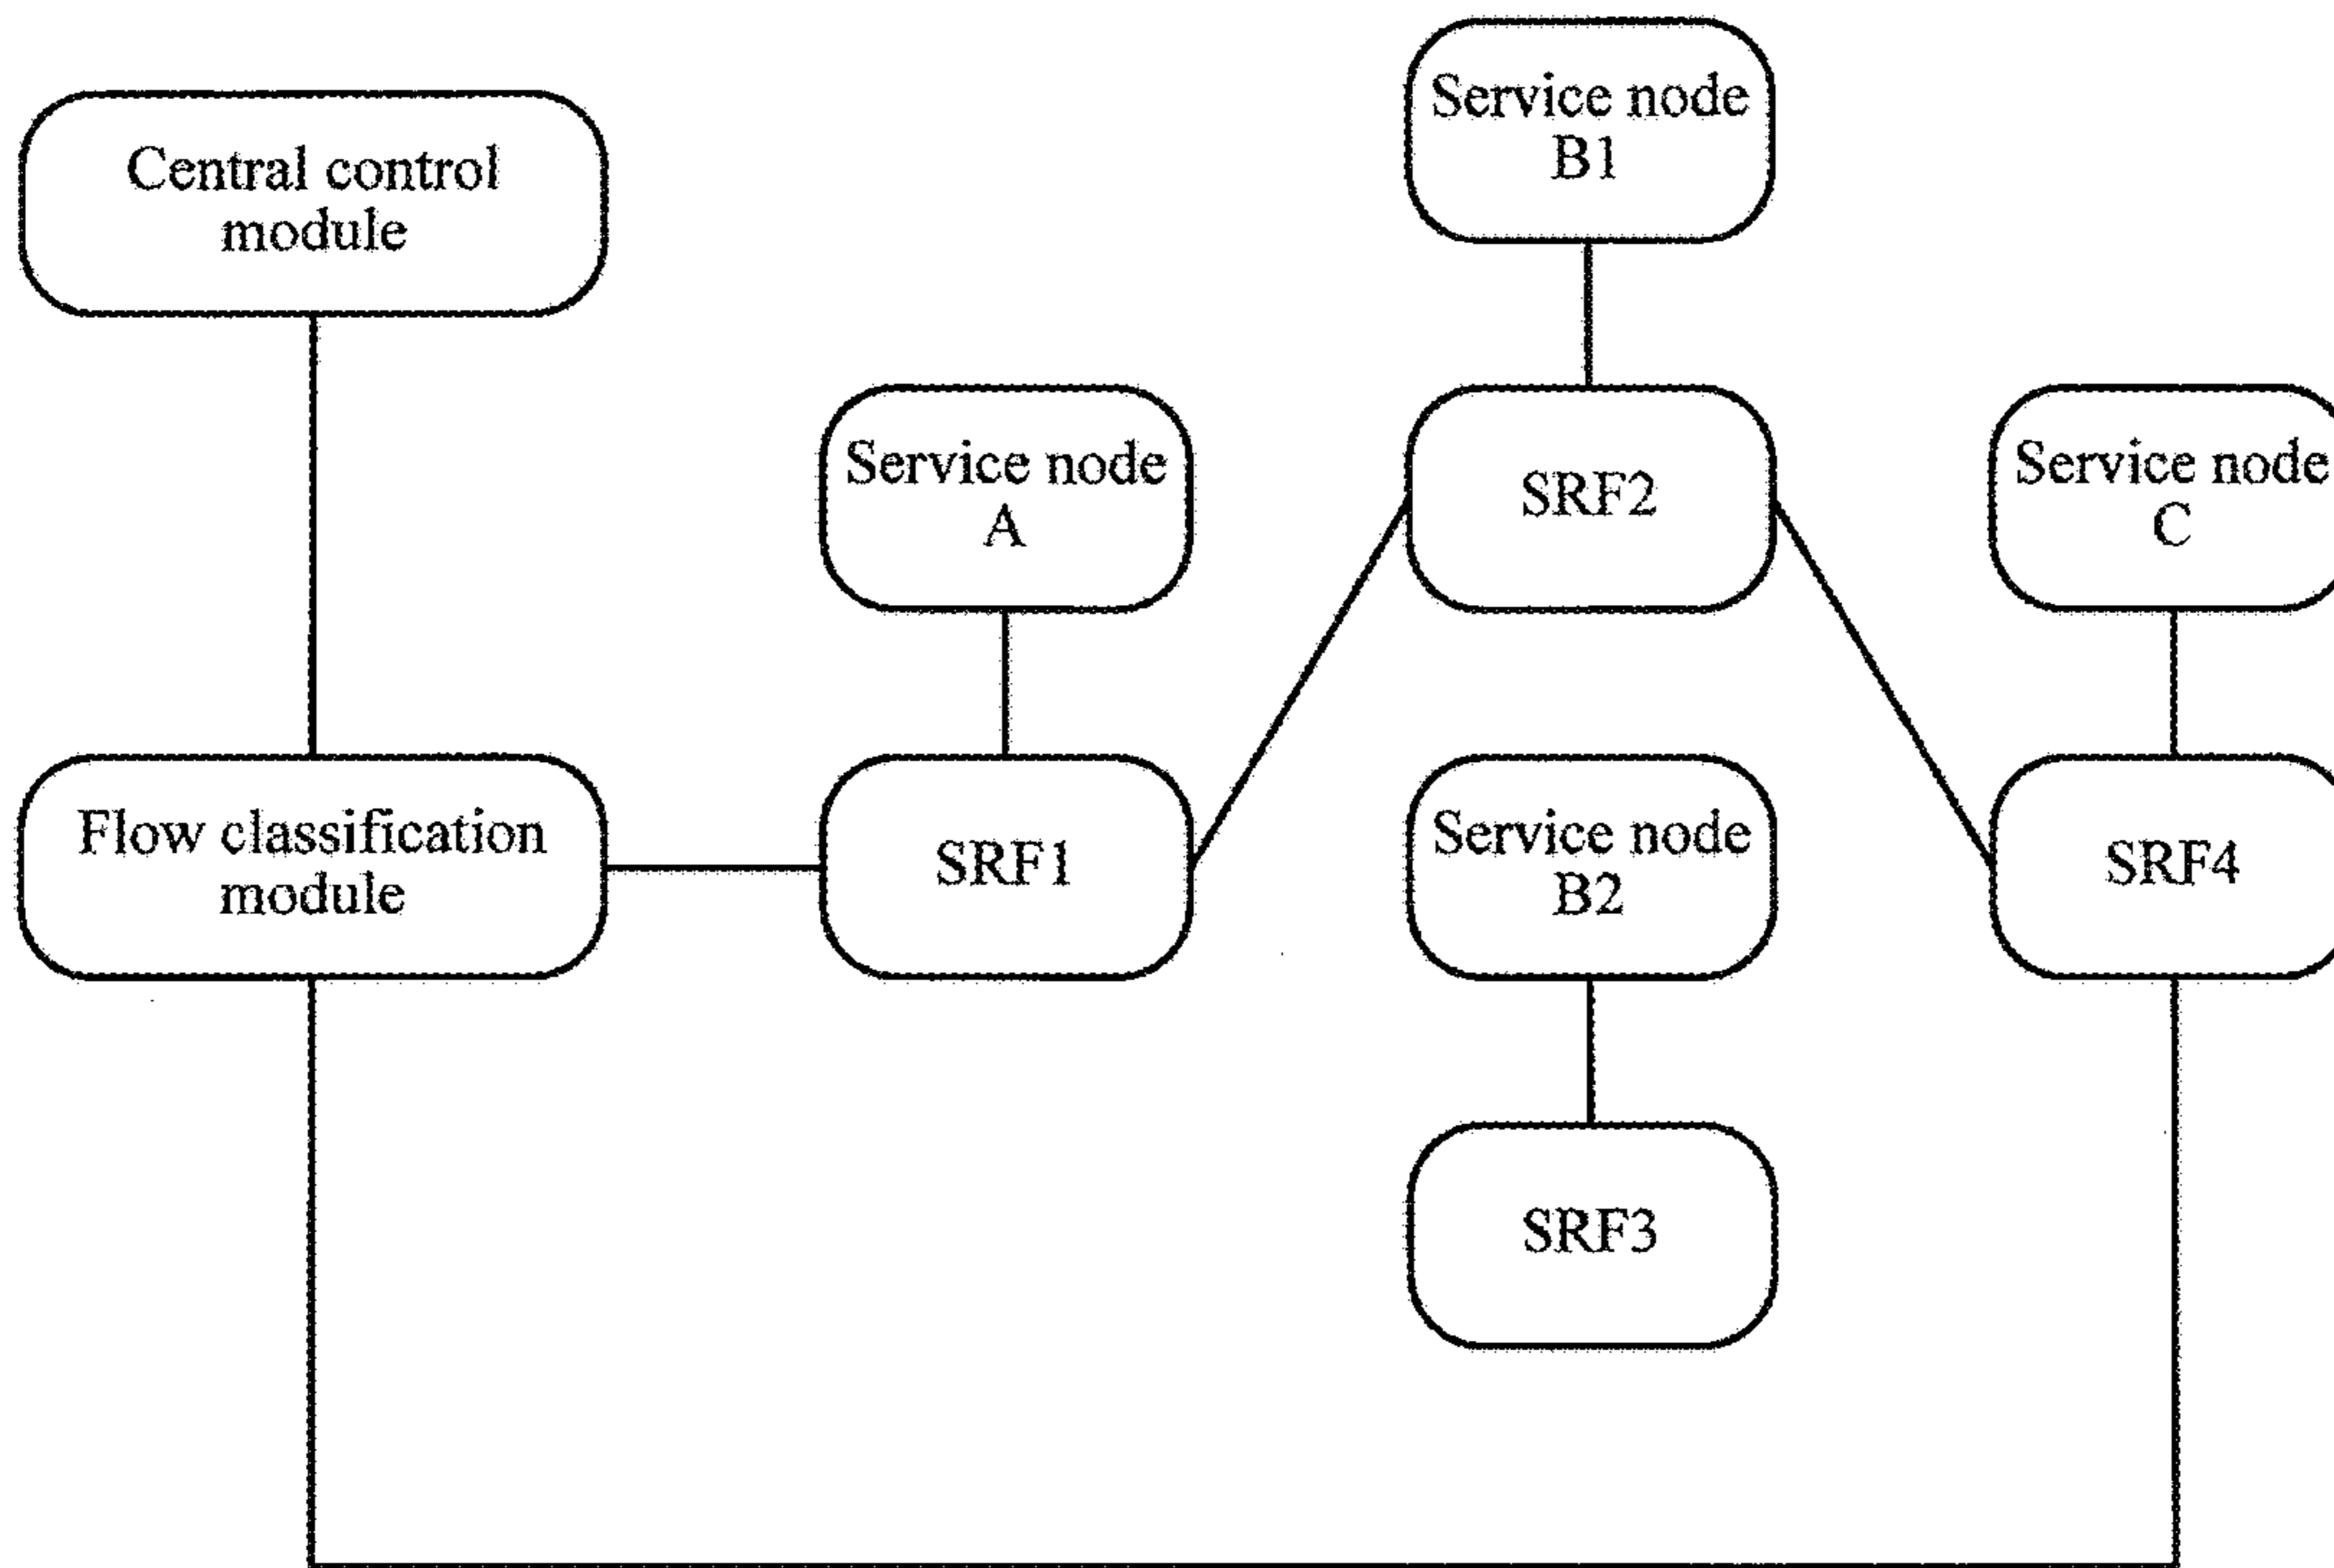 Central control
module
Service node
B1
Service node
A
SRF2
Service node
C
Flow classification
module
SRF1
Service node
B2
SRF4
SRF3